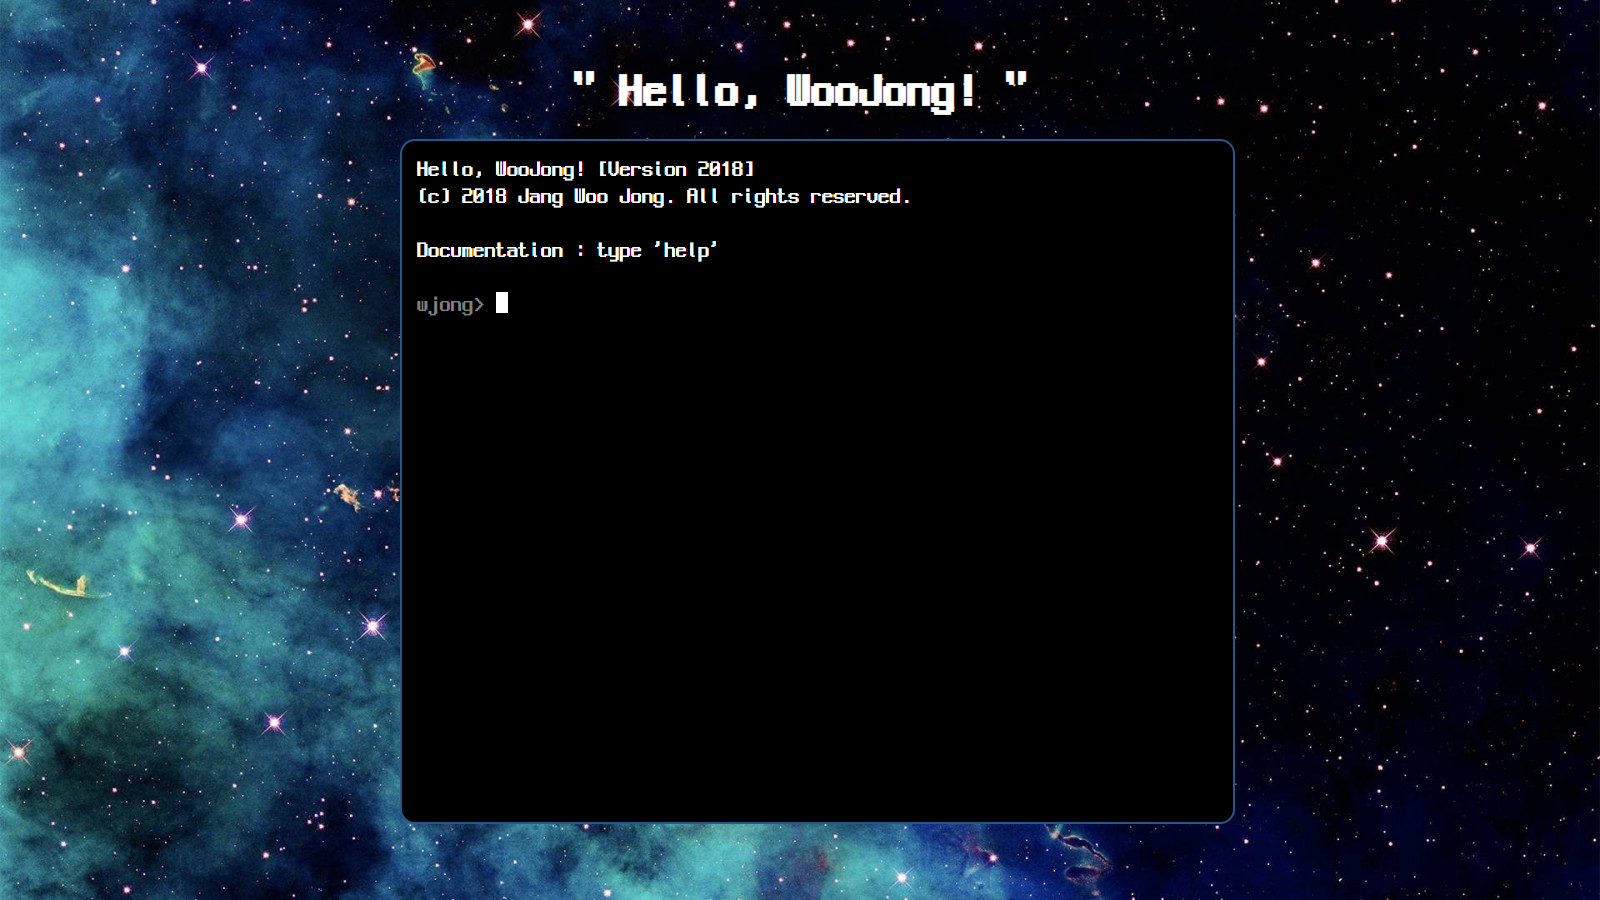 " Hello, WooJong! "
Hello, WooJong! [Version 2018]
(c) 2018 Jang Woo Jong. All rights reserved.
Documentation : type 'help'
wjong>